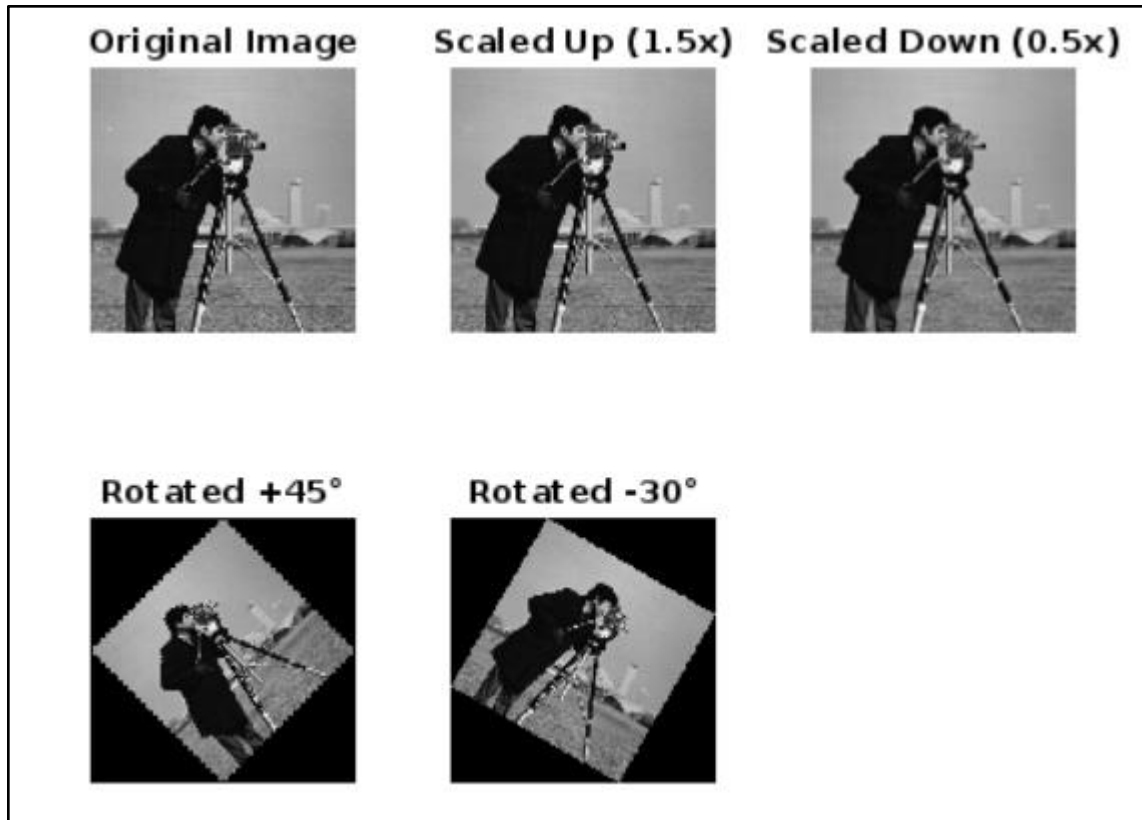 Original Image
Scaled Up (1.5x)
Scaled Down (0.5x)
Rotated +45°
Rotated -30°